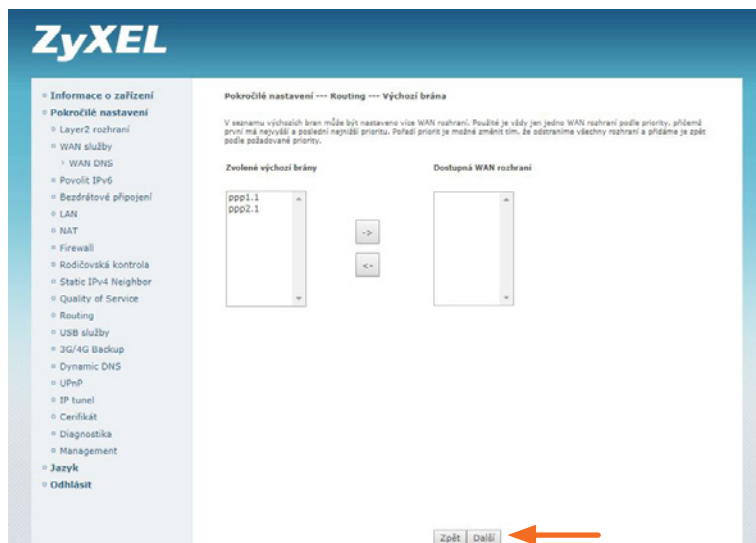 ZyXEL
Informace o zařízení
Pokročilé nastavení
Layer2 rozhraní
WAN služby
WAN DNS
Povolit IPv6
Bezdrátové připojení
LAN
NAT
Firewall
Rodičovská kontrola
Static IPv4 Neighbor
Quality of Service
Routing
USB služby
3G/4G Backup
Dynamic DNS
UPnP
IP tunel
Cerifikát
Diagnostika
Management
Jazyk
Odhlásit
Pokročilé nastavení --- Routing --- Výchozí brána
V seznamu výchozích bran může být nastaveno více WAN rozhraní. Použité je vždy jen jedno WAN rozhraní podle priority, přičemž
první má nejvyšší a poslední nejnižší prioritu. Pořadí priorit je možné změnit tím, že odstraníme všechny rozhraní a přidáme je zpět
podle požadované priority.
Zvolené výchozí brány
Dostupná WAN rozhraní
ppp1.1
ppp2.1
->
<-
Zpět
Další